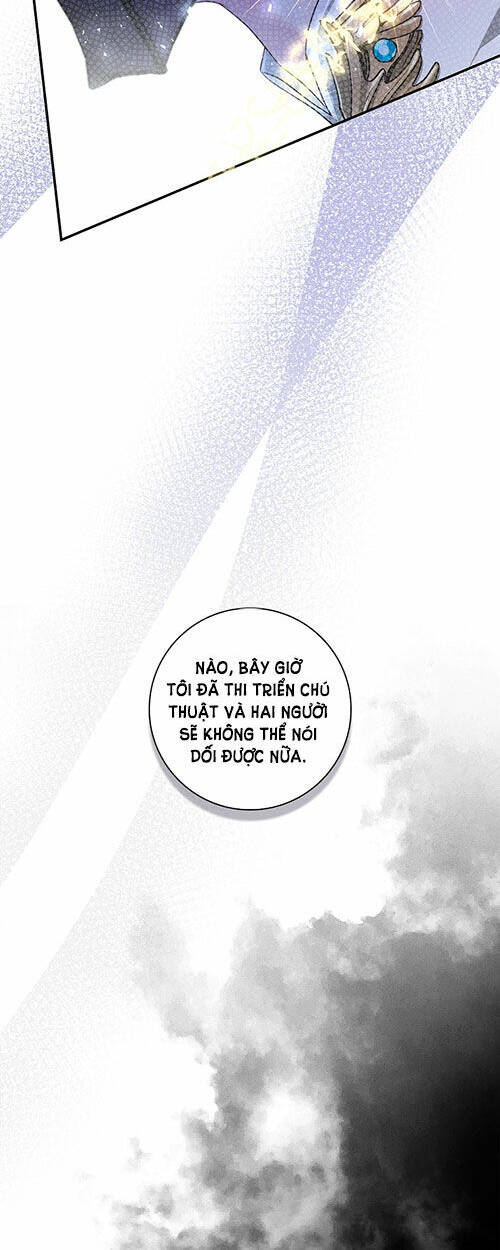 NÀO, BÂY GIỜ
TÔI ĐÃ THI TRIỂN CHÚ
THUẬT VÀ HAI NGƯỜI
SẼ KHÔNG THỂ NÓI
DỐI ĐƯỢC NỮA.